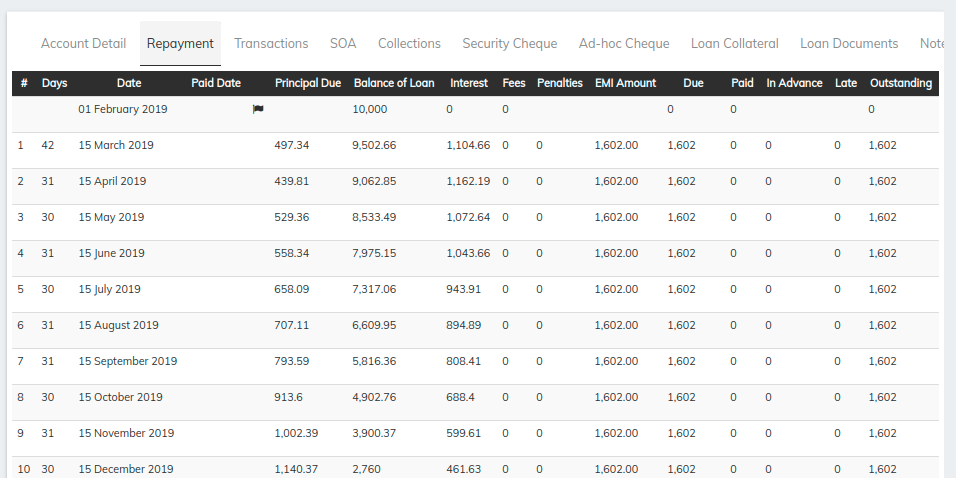 Account Detail Repayment Transactions SOA Collections Security Cheque Ad-hoc Cheque Loan Collateral Loan Documents Note
# Days Date Paid Date Principal Due Balance of Loan Interest Fees Penalties EMI Amount Due Paid In Advance Late Outstanding
01 February 2019 10,000 0 0 0 0 0
1 42 15 March 2019 497.34 9,502.66 1,104.66 0 0 1,602.00 1,602 0 0 0 1,602
2 31 15 April 2019 439.81 9,062.85 1,162.19 0 0 1,602.00 1,602 0 0 0 1,602
3 30 15 May 2019 529.36 8,533.49 1,072.64 0 0 1,602.00 1,602 0 0 0 1,602
4 31 15 June 2019 558.34 7,975.15 1,043.66 0 0 1,602.00 1,602 0 0 0 1,602
5 30 15 July 2019 658.09 7,317.06 943.91 0 0 1,602.00 1,602 0 0 0 1,602
6 31 15 August 2019 707.11 6,609.95 894.89 0 0 1,602.00 1,602 0 0 0 1,602
7 31 15 September 2019 793.59 5,816.36 808.41 0 0 1,602.00 1,602 0 0 0 1,602
8 30 15 October 2019 913.6 4,902.76 688.4 0 0 1,602.00 1,602 0 0 0 1,602
9 31 15 November 2019 1,002.39 3,900.37 599.61 0 0 1,602.00 1,602 0 0 0 1,602
10 30 15 December 2019 1,140.37 2,760 461.63 0 0 1,602.00 1,602 0 0 0 1,602